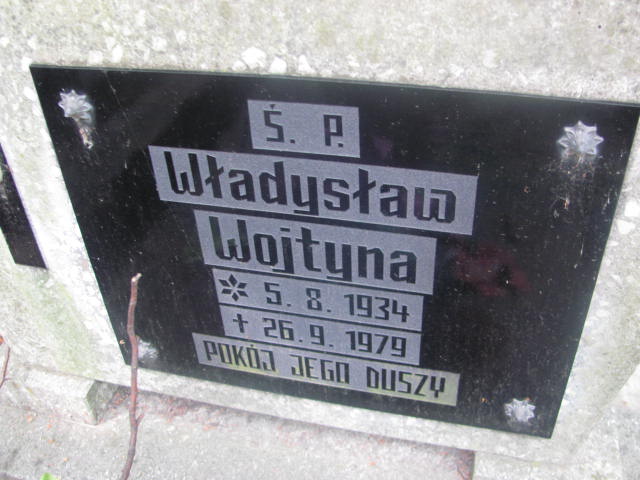 Ś. P.
Władysław
Wojtyna
5. 8. 1934
✝ 26. 9. 1979
POKÓJ JEGO DUSZY